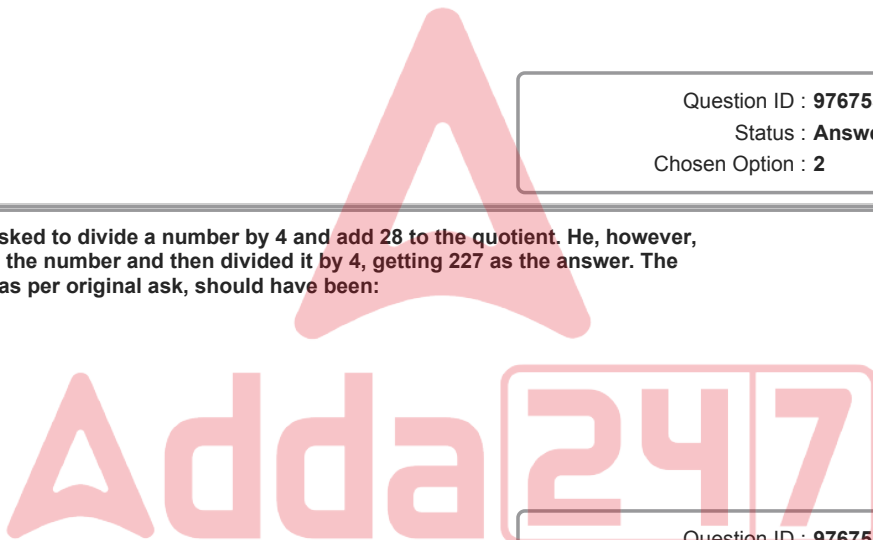 Question ID : 97675
Status : Answe
Chosen Option : 2
sked to divide a number by 4 and add 28 to the quotient. He, however,
the number and then divided it by 4, getting 227 as the answer. The
as per original ask, should have been:
Adda247
Question ID : 97675